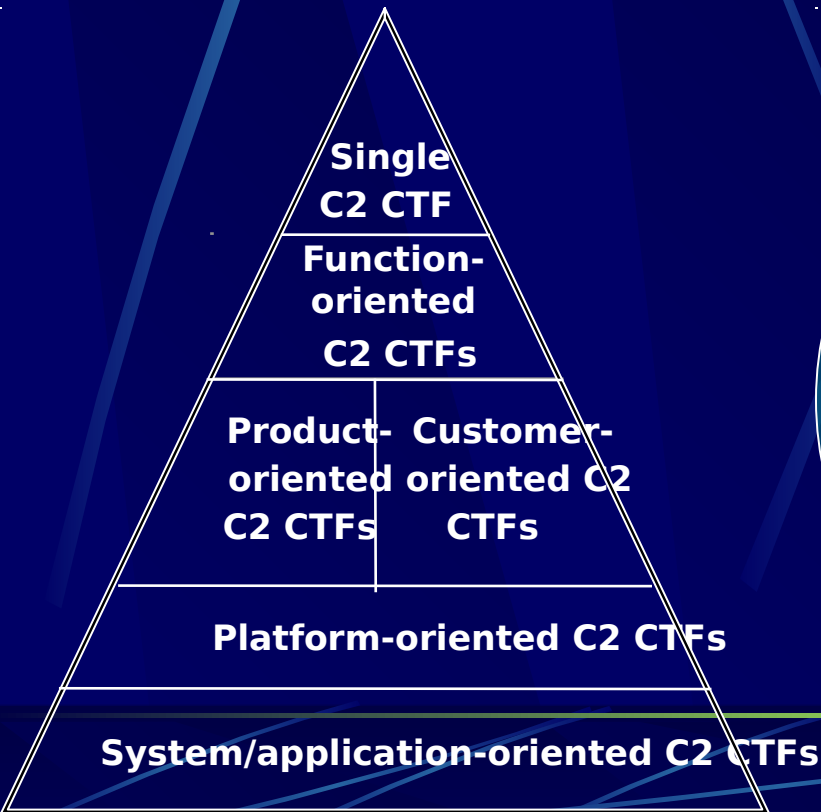 Single
C2 CTF
Function-
oriented
C2 CTFs
Product-
oriented
C2 CTFs
Customer-
oriented C2
CTFs
Platform-oriented C2 CTFs
System/application-oriented C2 CTFs